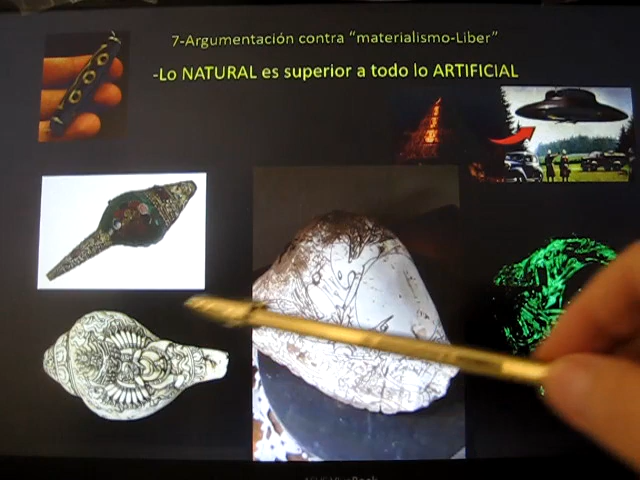 7-Argumentación contra "materialismo-Liber"
-Lo NATURAL es superior a todo lo ARTIFICIAL